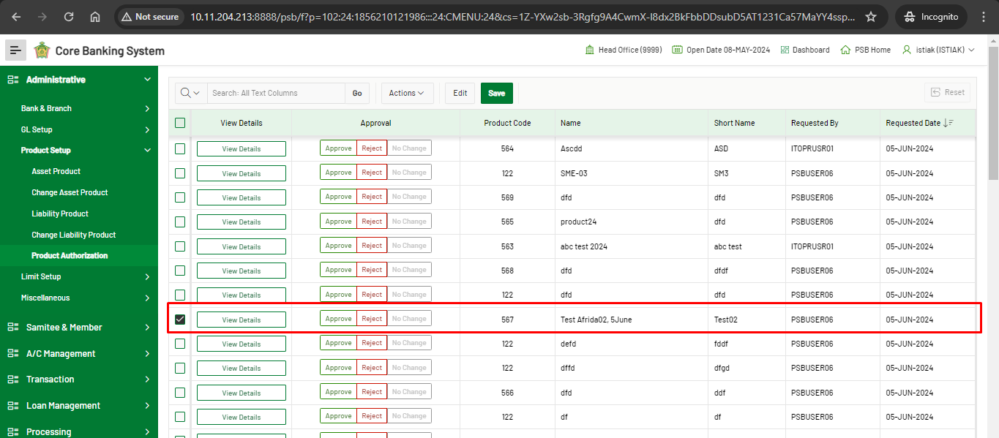 Not secure 10.11.204.213:8888/psb/f?p=102:24:1856210121986:::24:CMENU:24&cs=1Z-YXw2sb-3Rgfg9A4CwmX-I8dx2BkFbbDDsubD5AT1231Ca57MaYY4ssp... Incognito
Core Banking System Head Office (9999) Open Date 08-MAY-2024 Dashboard PSB Home istiak (ISTIAK)
Administrative
Bank & Branch
GL Setup
Product Setup
Asset Product
Change Asset Product
Liability Product
Change Liability Product
Product Authorization
Limit Setup
Miscellaneous
Samitee & Member
A/C Management
Transaction
Loan Management
Processing
Search: All Text Columns Go Actions Edit Save Reset
View Details Approval Product Code Name Short Name Requested By Requested Date
View Details Approve Reject No Change 564 Ascdd ASD ITOPRUSR01 05-JUN-2024
View Details Approve Reject No Change 122 SME-03 SM3 PSBUSER06 05-JUN-2024
View Details Approve Reject No Change 569 dfd dfd PSBUSER06 05-JUN-2024
View Details Approve Reject No Change 565 product24 dfd PSBUSER06 05-JUN-2024
View Details Approve Reject No Change 563 abc test 2024 abc test ITOPRUSR01 05-JUN-2024
View Details Approve Reject No Change 568 dfd dfdf PSBUSER06 05-JUN-2024
View Details Approve Reject No Change 122 dfd dfd PSBUSER06 05-JUN-2024
View Details Approve Reject No Change 567 Test Afrida02, 5June Test02 PSBUSER06 05-JUN-2024
View Details Approve Reject No Change 122 defd fddf PSBUSER06 05-JUN-2024
View Details Approve Reject No Change 122 dffd dfgd PSBUSER06 05-JUN-2024
View Details Approve Reject No Change 566 dfd ddf PSBUSER06 05-JUN-2024
View Details Approve Reject No Change 122 df df PSBUSER06 05-JUN-2024